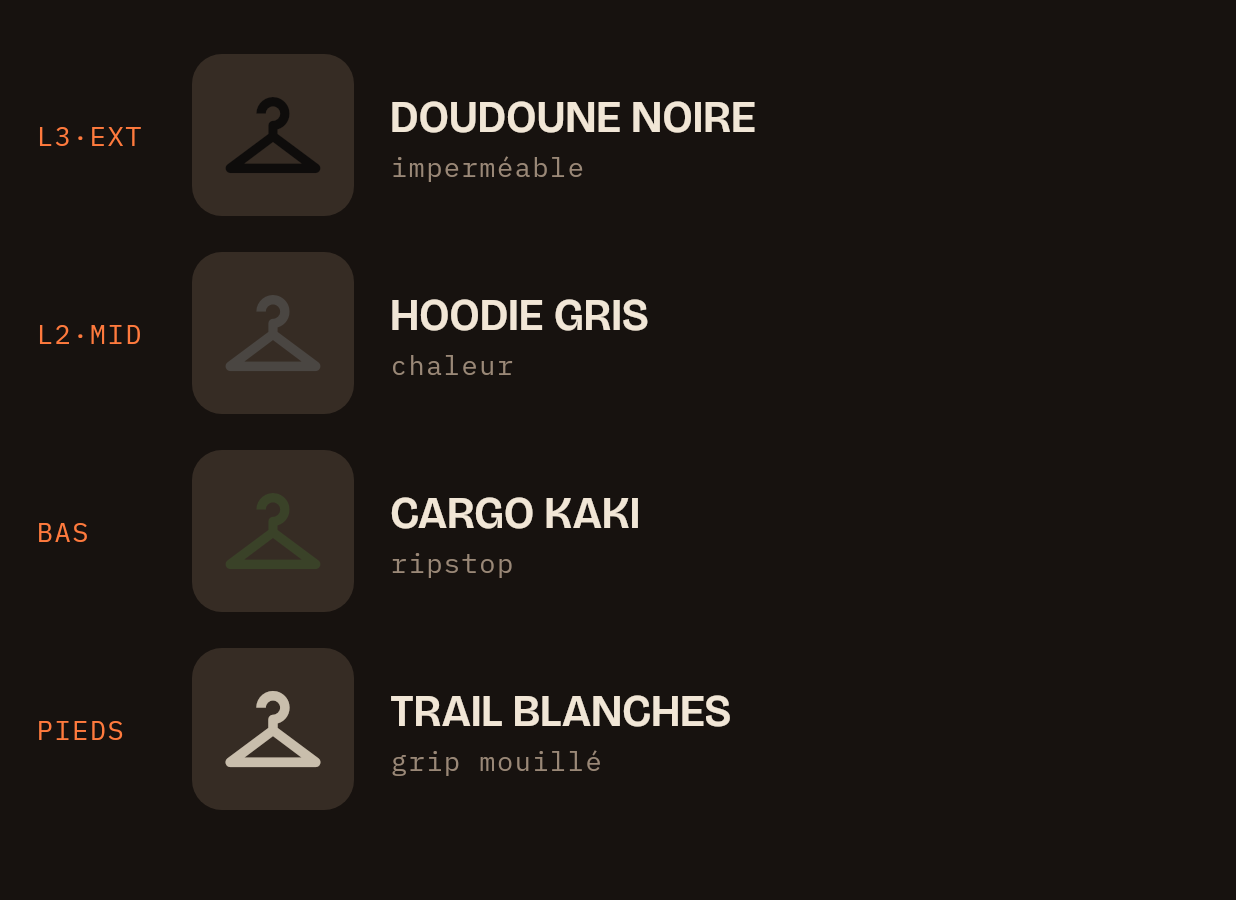 L3·EXT
DOUDOUNE NOIRE
imperméable
L2·MID
HOODIE GRIS
chaleur
BAS
CARGO KAKI
ripstop
PIEDS
TRAIL BLANCHES
grip mouillé